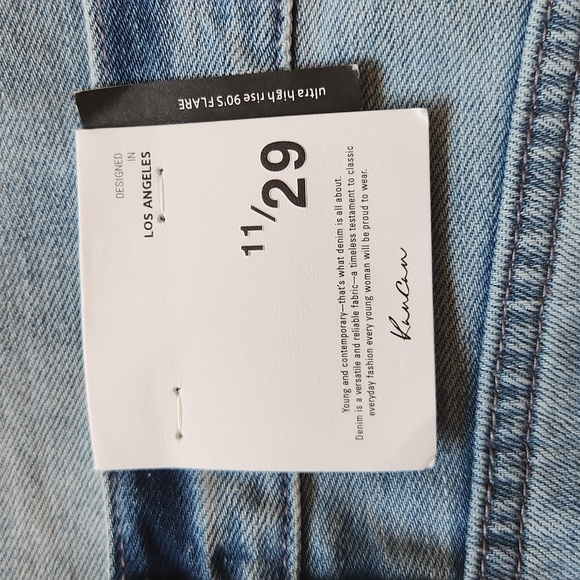 ultra high rise 90'S FLARE
DESIGNED
IN
LOS ANGELES
11/29
Young and contemporary—that's what denim is all about.
Denim is a versatile and reliable fabric—a timeless testament to classic
everyday fashion every young woman will be proud to wear.
KanCan